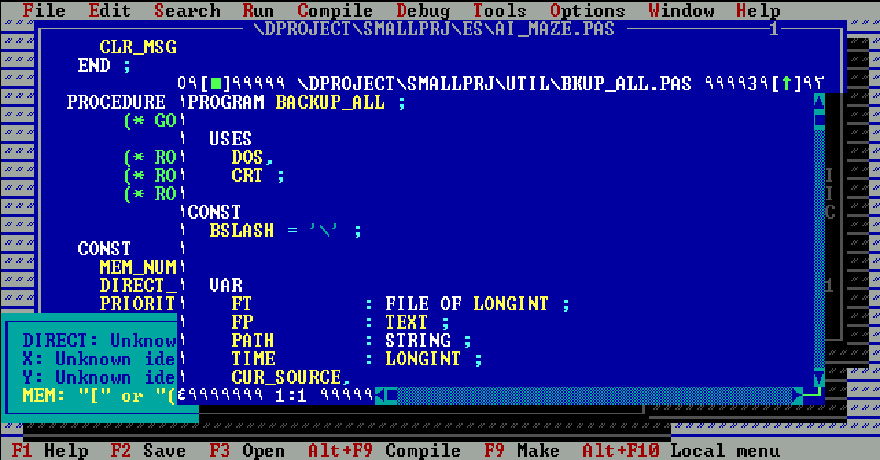 File Edit Search Run Compile Debug Tools Options Window Help
\DPROJECT\SMALLPRJ\ES\AI_MAZE.PAS 1
CLR_MSG
END ;
\DPROJECT\SMALLPRJ\UTIL\BKUP_ALL.PAS
PROCEDURE PROGRAM BACKUP_ALL ;
(* GO
USES
(* RO DOS,
(* RO CRT ;
(* RO
CONST
BSLASH = '\' ;
CONST
MEM_NUM
DIRECT_ VAR
PRIORIT FT : FILE OF LONGINT ;
FP : TEXT ;
DIRECT: Unknow PATH : STRING ;
X: Unknown ide TIME : LONGINT ;
Y: Unknown ide CUR_SOURCE,
MEM: "[" or "( 1:1
F1 Help F2 Save F3 Open Alt+F9 Compile F9 Make Alt+F10 Local menu